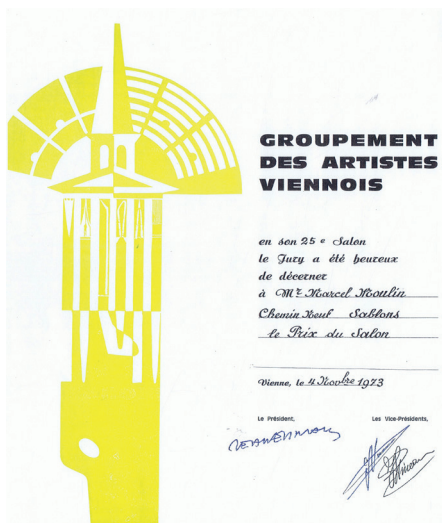 GROUPEMENT
DES ARTISTES
VIENNOIS
en son 25 e Salon
le Jury a été heureux
de décerner
à Mr Marcel Moulin
Chemin Neuf Sablons
le Prix du Salon
Vienne, le 4 Novbre 1973
Le Président,
Les Vice-Présidents,